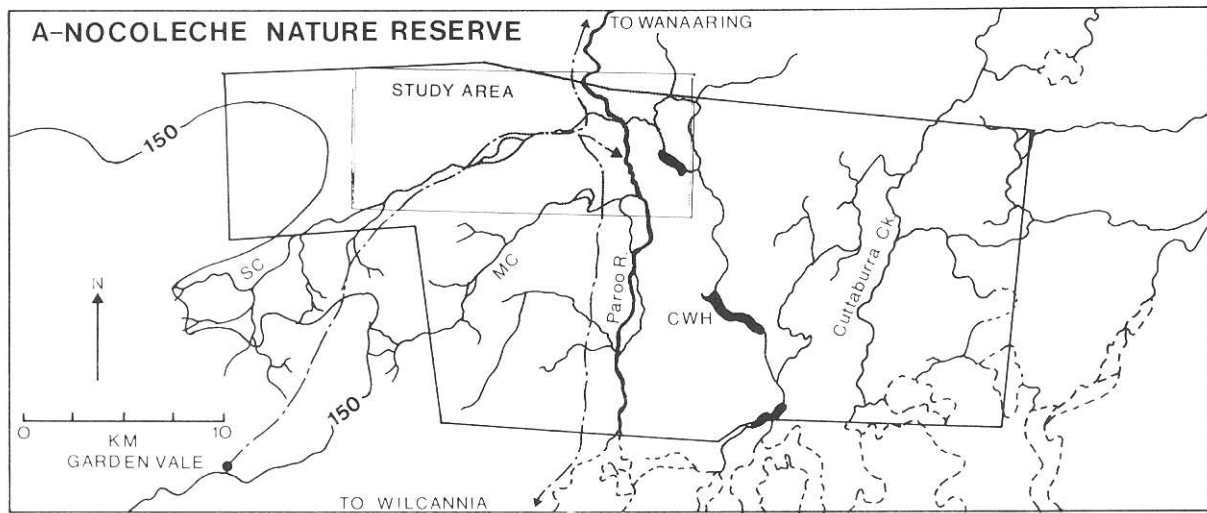 A-NOCOLECHE NATURE RESERVE
TO WANAARING
STUDY AREA
150
SC
MC
Paroo R.
CWH
Cuttaburra Ck.
N
150
0
10
KM
GARDEN VALE
TO WILCANNIA